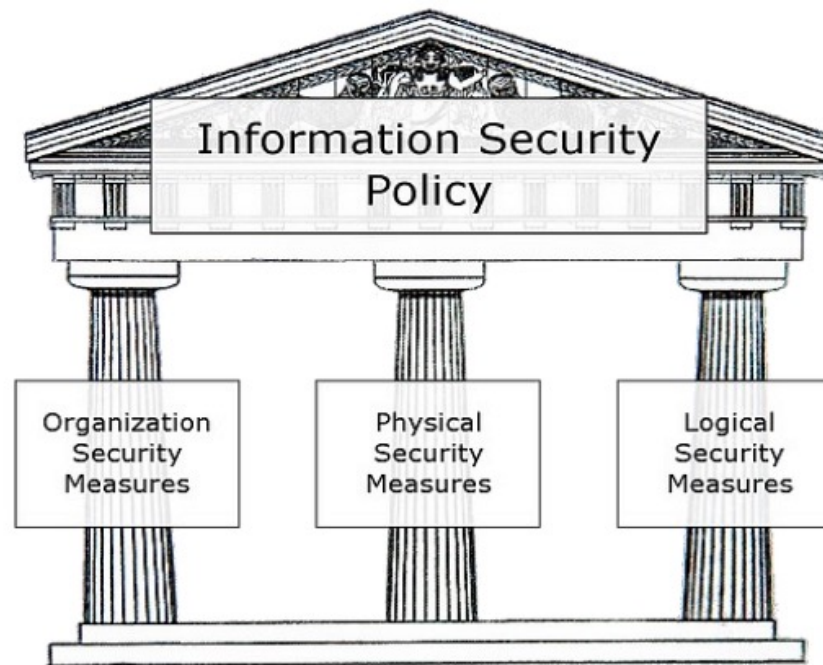 Information Security
Policy
Organization
Security
Measures
Physical
Security
Measures
Logical
Security
Measures